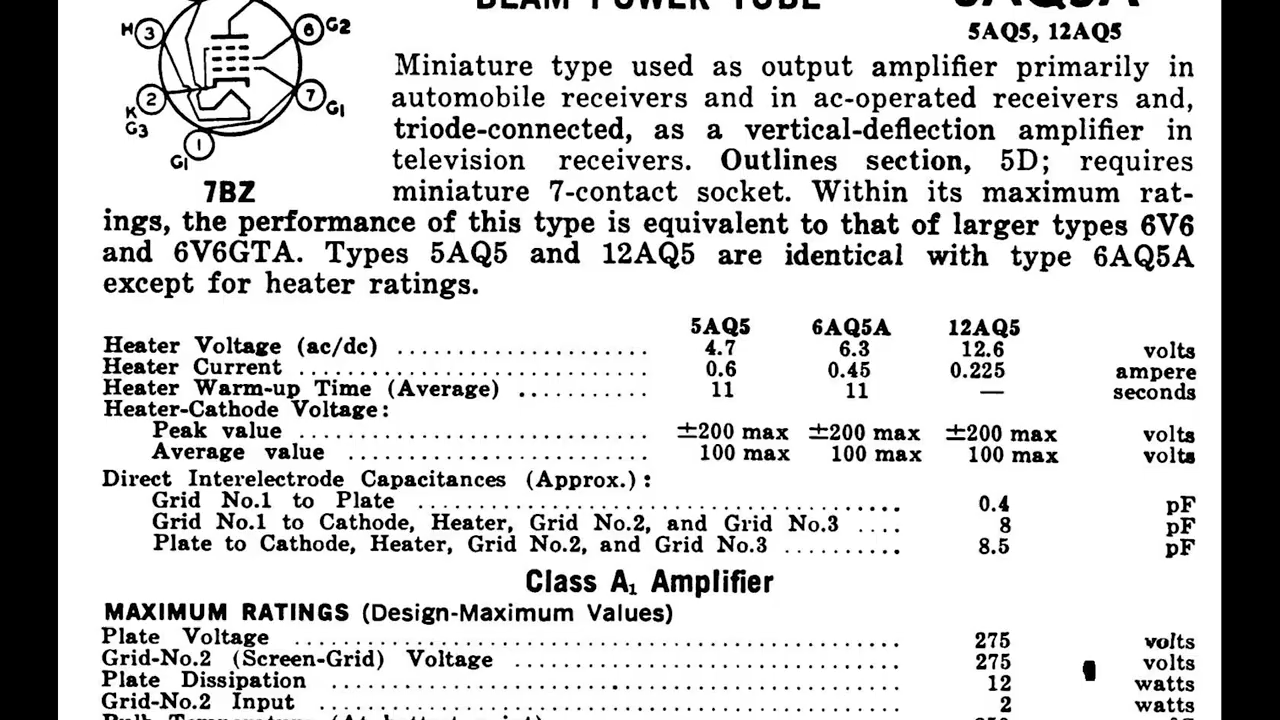 BEAM POWER TUBE
6AQ5A
5AQ5, 12AQ5
H 3
6 G2
2
K
G3
7 G1
G1 1
7BZ
Miniature type used as output amplifier primarily in
automobile receivers and in ac-operated receivers and,
triode-connected, as a vertical-deflection amplifier in
television receivers. Outlines section, 5D; requires
miniature 7-contact socket. Within its maximum rat-
ings, the performance of this type is equivalent to that of larger types 6V6
and 6V6GTA. Types 5AQ5 and 12AQ5 are identical with type 6AQ5A
except for heater ratings.
5AQ5 6AQ5A 12AQ5
Heater Voltage (ac/dc) ...................... 4.7 6.3 12.6 volts
Heater Current .............................. 0.6 0.45 0.225 ampere
Heater Warm-up Time (Average) ........... 11 11 — seconds
Heater-Cathode Voltage:
Peak value .............................. ±200 max ±200 max ±200 max volts
Average value .......................... 100 max 100 max 100 max volts
Direct Interelectrode Capacitances (Approx.):
Grid No.1 to Plate .......................................... 0.4 pF
Grid No.1 to Cathode, Heater, Grid No.2, and Grid No.3 .... 8 pF
Plate to Cathode, Heater, Grid No.2, and Grid No.3 .......... 8.5 pF
Class A1 Amplifier
MAXIMUM RATINGS (Design-Maximum Values)
Plate Voltage ..................................................... 275 volts
Grid-No.2 (Screen-Grid) Voltage ................................. 275 volts
Plate Dissipation ................................................. 12 watts
Grid-No.2 Input .................................................. 2 watts